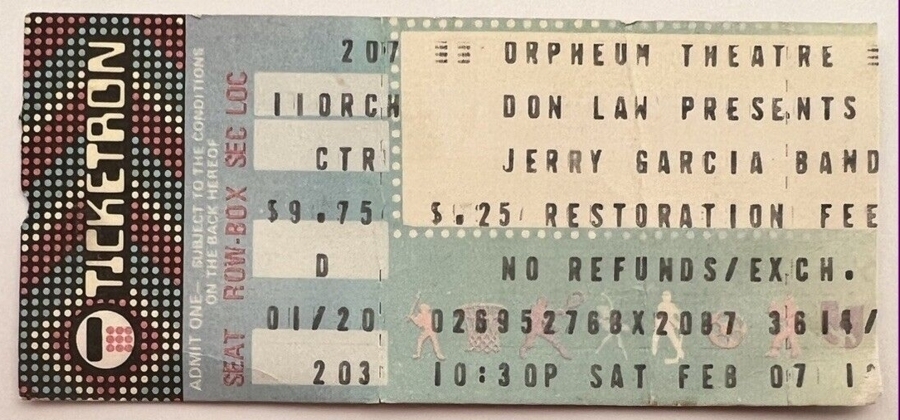 TICKETRON
ADMIT ONE — SUBJECT TO THE CONDITIONS
ON THE BACK HEREOF
SEAT ROW-BOX SEC LOC
207 ORPHEUM THEATRE
11ORCH DON LAW PRESENTS
CTR JERRY GARCIA BAND
$9.75 $.25 RESTORATION FEE
D NO REFUNDS/EXCH.
01/20 02695276BX2087 3614/
203 10:30P SAT FEB 07